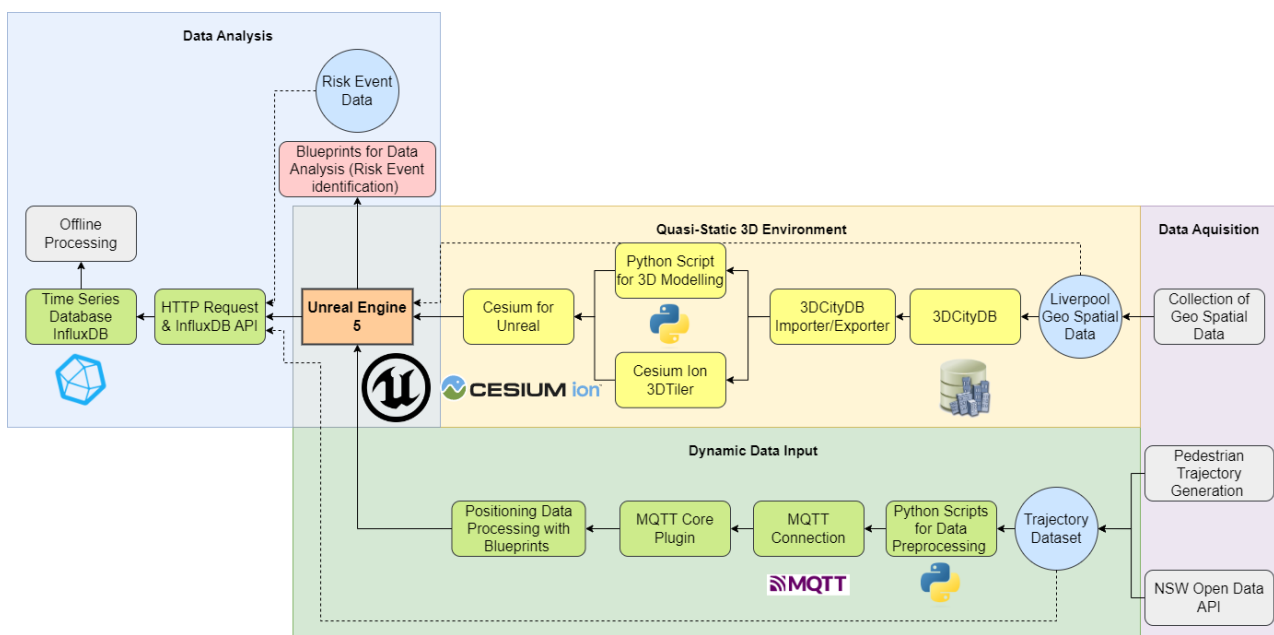 Data Analysis
Risk Event
Data
Blueprints for Data
Analysis (Risk Event
identification)
Offline
Processing
Time Series
Database
InfluxDB
HTTP Request
& InfluxDB API
Unreal Engine
5
Quasi-Static 3D Environment
Cesium for
Unreal
Python Script
for 3D Modelling
Cesium Ion
3DTiler
3DCityDB
Importer/Exporter
3DCityDB
Liverpool
Geo Spatial
Data
CESIUM ion
Data Aquisition
Collection of
Geo Spatial
Data
Pedestrian
Trajectory
Generation
NSW Open Data
API
Dynamic Data Input
Positioning Data
Processing with
Blueprints
MQTT Core
Plugin
MQTT
Connection
MQTT
Python Scripts
for Data
Preprocessing
Trajectory
Dataset